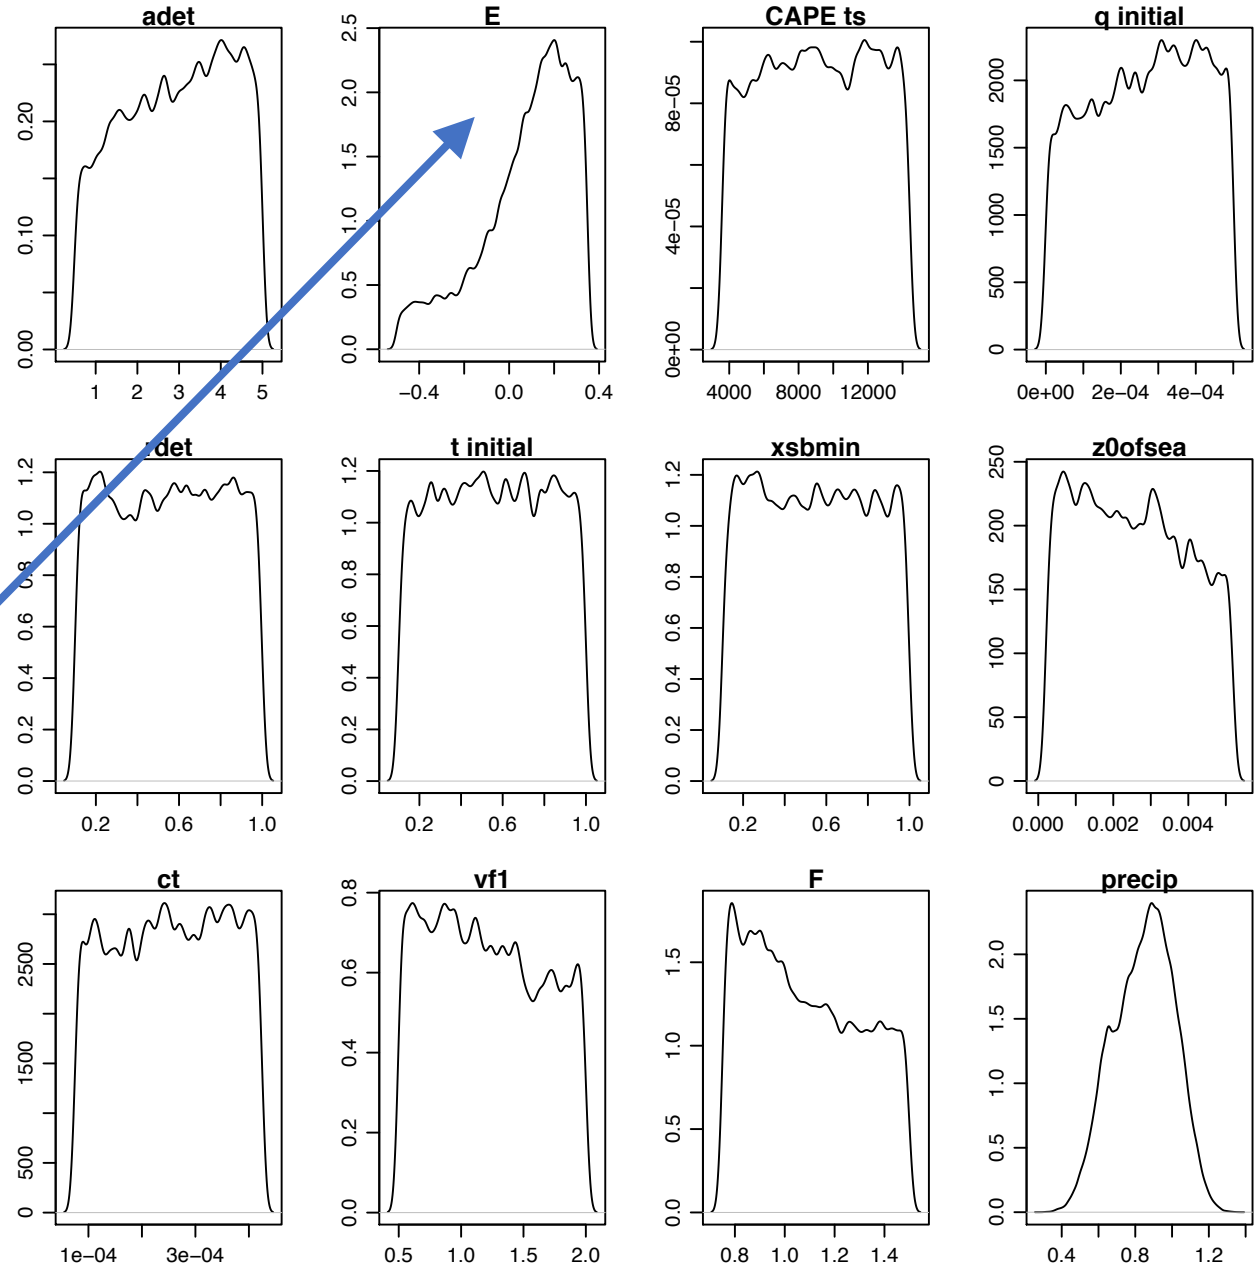 adet
0.00 0.10 0.20
1 2 3 4 5
E
0.0 0.5 1.0 1.5 2.0 2.5
−0.4 0.0 0.4
CAPE ts
0e+00 4e−05 8e−05
4000 8000 12000
q initial
0 500 1000 1500 2000
0e+00 2e−04 4e−04
rdet
0.0 0.2 0.4 0.6 0.8 1.0 1.2
0.2 0.6 1.0
t initial
0.0 0.2 0.4 0.6 0.8 1.0 1.2
0.2 0.6 1.0
xsbmin
0.0 0.2 0.4 0.6 0.8 1.0 1.2
0.2 0.6 1.0
z0ofsea
0 50 100 150 200 250
0.000 0.002 0.004
ct
0 500 1500 2500
1e−04 3e−04
vf1
0.0 0.2 0.4 0.6 0.8
0.5 1.0 1.5 2.0
F
0.0 0.5 1.0 1.5
0.8 1.0 1.2 1.4
precip
0.0 0.5 1.0 1.5 2.0
0.4 0.8 1.2